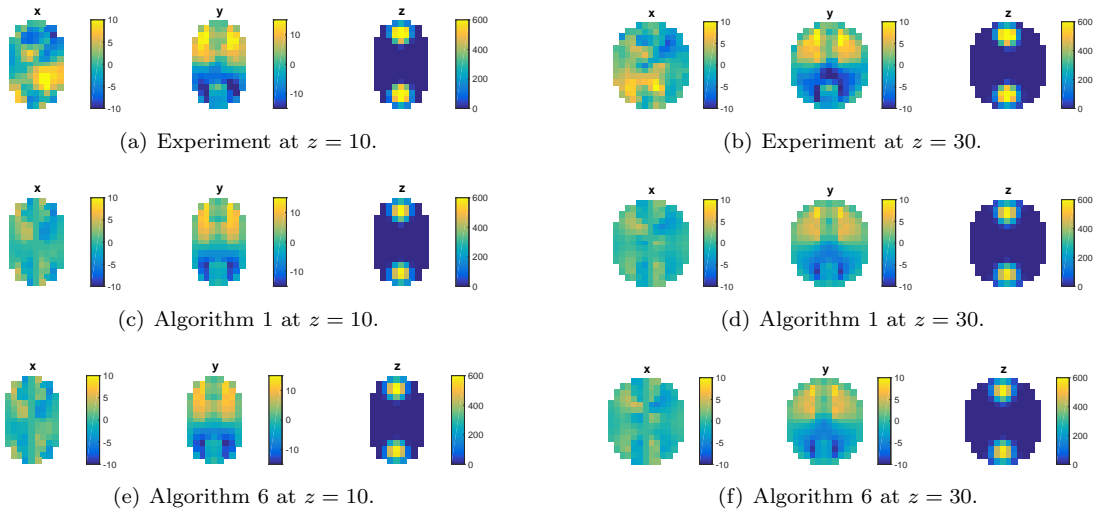 x y z
10 5 0 -5 -10
10 0 -10
600 400 200 0
x y z
10 5 0 -5 -10
10 5 0 -5 -10
600 400 200 0
(a) Experiment at z = 10.
(b) Experiment at z = 30.
x y z
10 5 0 -5 -10
10 0 -10
600 400 200 0
x y z
10 5 0 -5 -10
10 5 0 -5 -10
600 400 200 0
(c) Algorithm 1 at z = 10.
(d) Algorithm 1 at z = 30.
x y z
10 5 0 -5 -10
10 0 -10
600 400 200 0
x y z
10 5 0 -5 -10
10 5 0 -5 -10
600 400 200 0
(e) Algorithm 6 at z = 10.
(f) Algorithm 6 at z = 30.